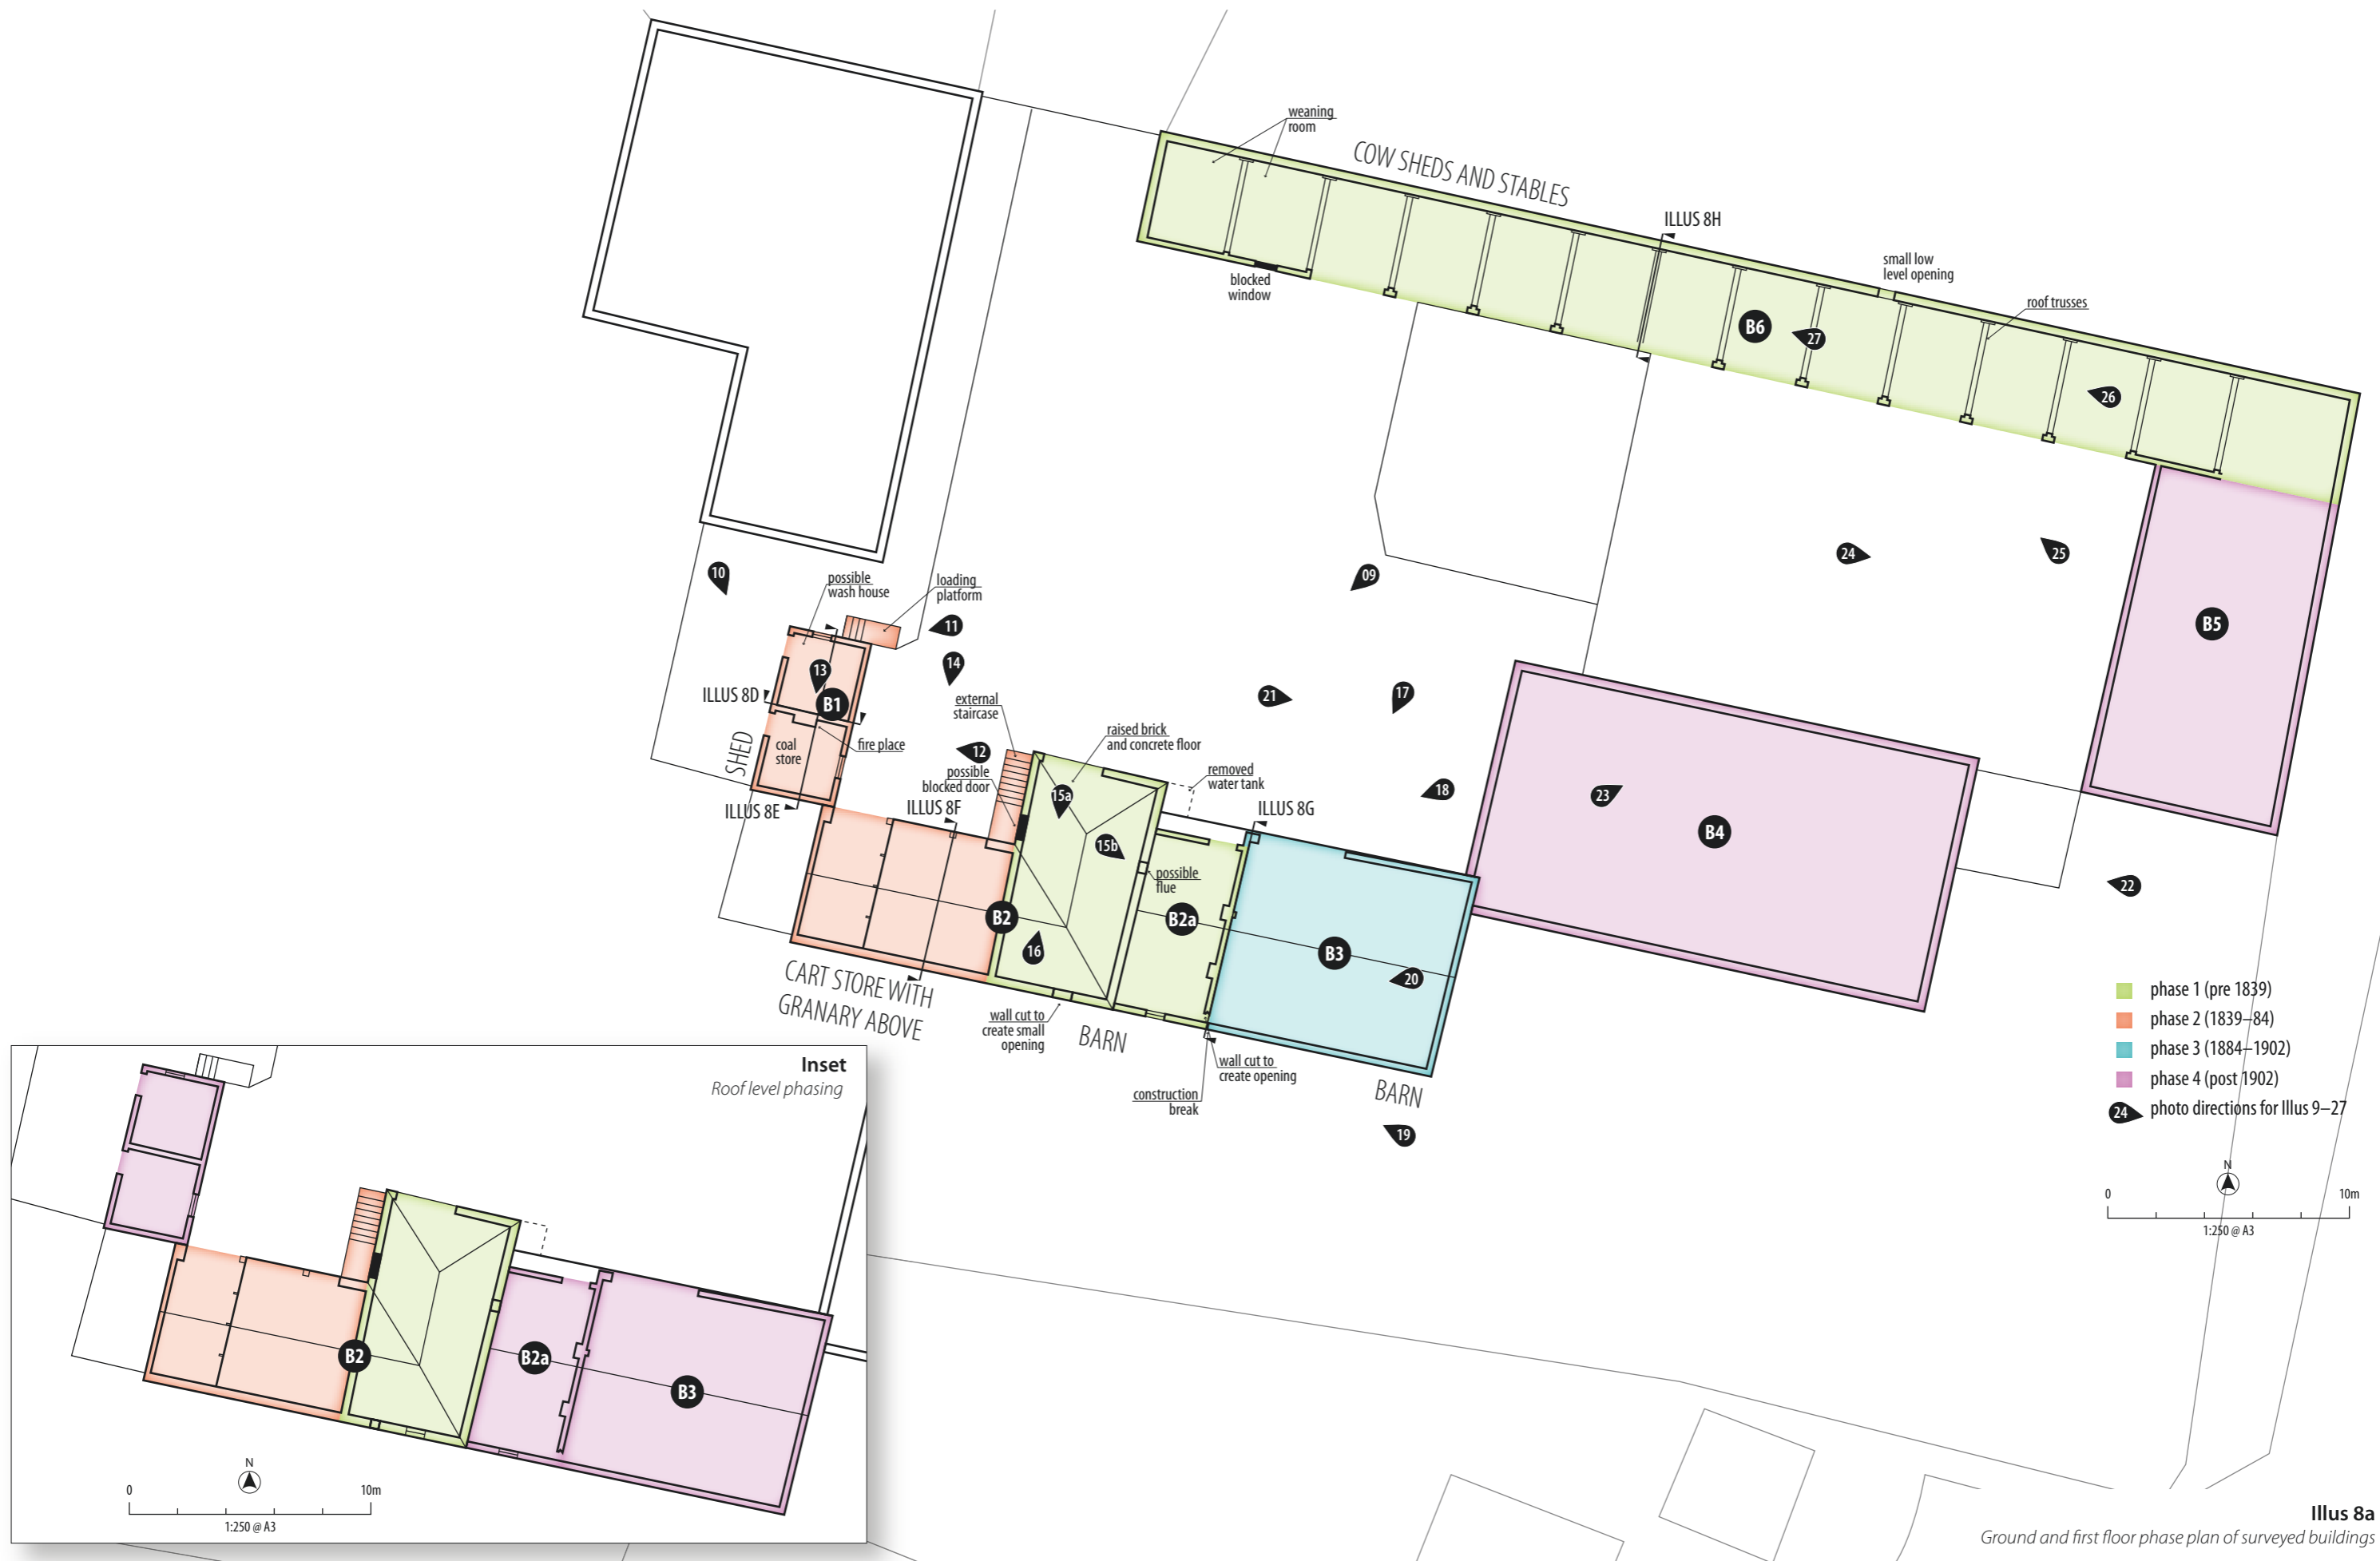 weaning
room
COW SHEDS AND STABLES
ILLUS 8H
small low
level opening
roof trusses
blocked
window
B6
27
26
10
possible
wash house
loading
platform
11
09
24
25
B5
13
14
ILLUS 8D
B1
external
staircase
21
17
SHED
coal
store
fire place
12
raised brick
and concrete floor
possible
blocked door
removed
water tank
ILLUS 8E
ILLUS 8F
15a
ILLUS 8G
18
23
B4
15b
possible
flue
22
B2
B2a
16
B3
20
CART STORE WITH
GRANARY ABOVE
wall cut to
create small
opening
BARN
wall cut to
create opening
construction
break
BARN
19
phase 1 (pre 1839)
phase 2 (1839–84)
phase 3 (1884–1902)
phase 4 (post 1902)
24 photo directions for Illus 9–27
N
0 10m
1:250 @ A3
Inset
Roof level phasing
B2
B2a
B3
N
0 10m
1:250 @ A3
Illus 8a
Ground and first floor phase plan of surveyed buildings